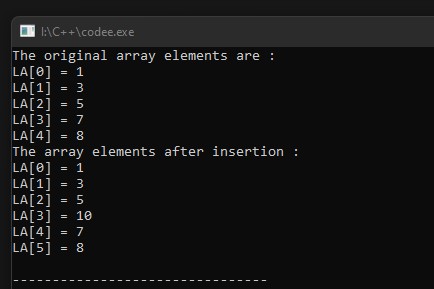 I:\C++\codee.exe
The original array elements are :
LA[0] = 1
LA[1] = 3
LA[2] = 5
LA[3] = 7
LA[4] = 8
The array elements after insertion :
LA[0] = 1
LA[1] = 3
LA[2] = 5
LA[3] = 10
LA[4] = 7
LA[5] = 8
--------------------------------